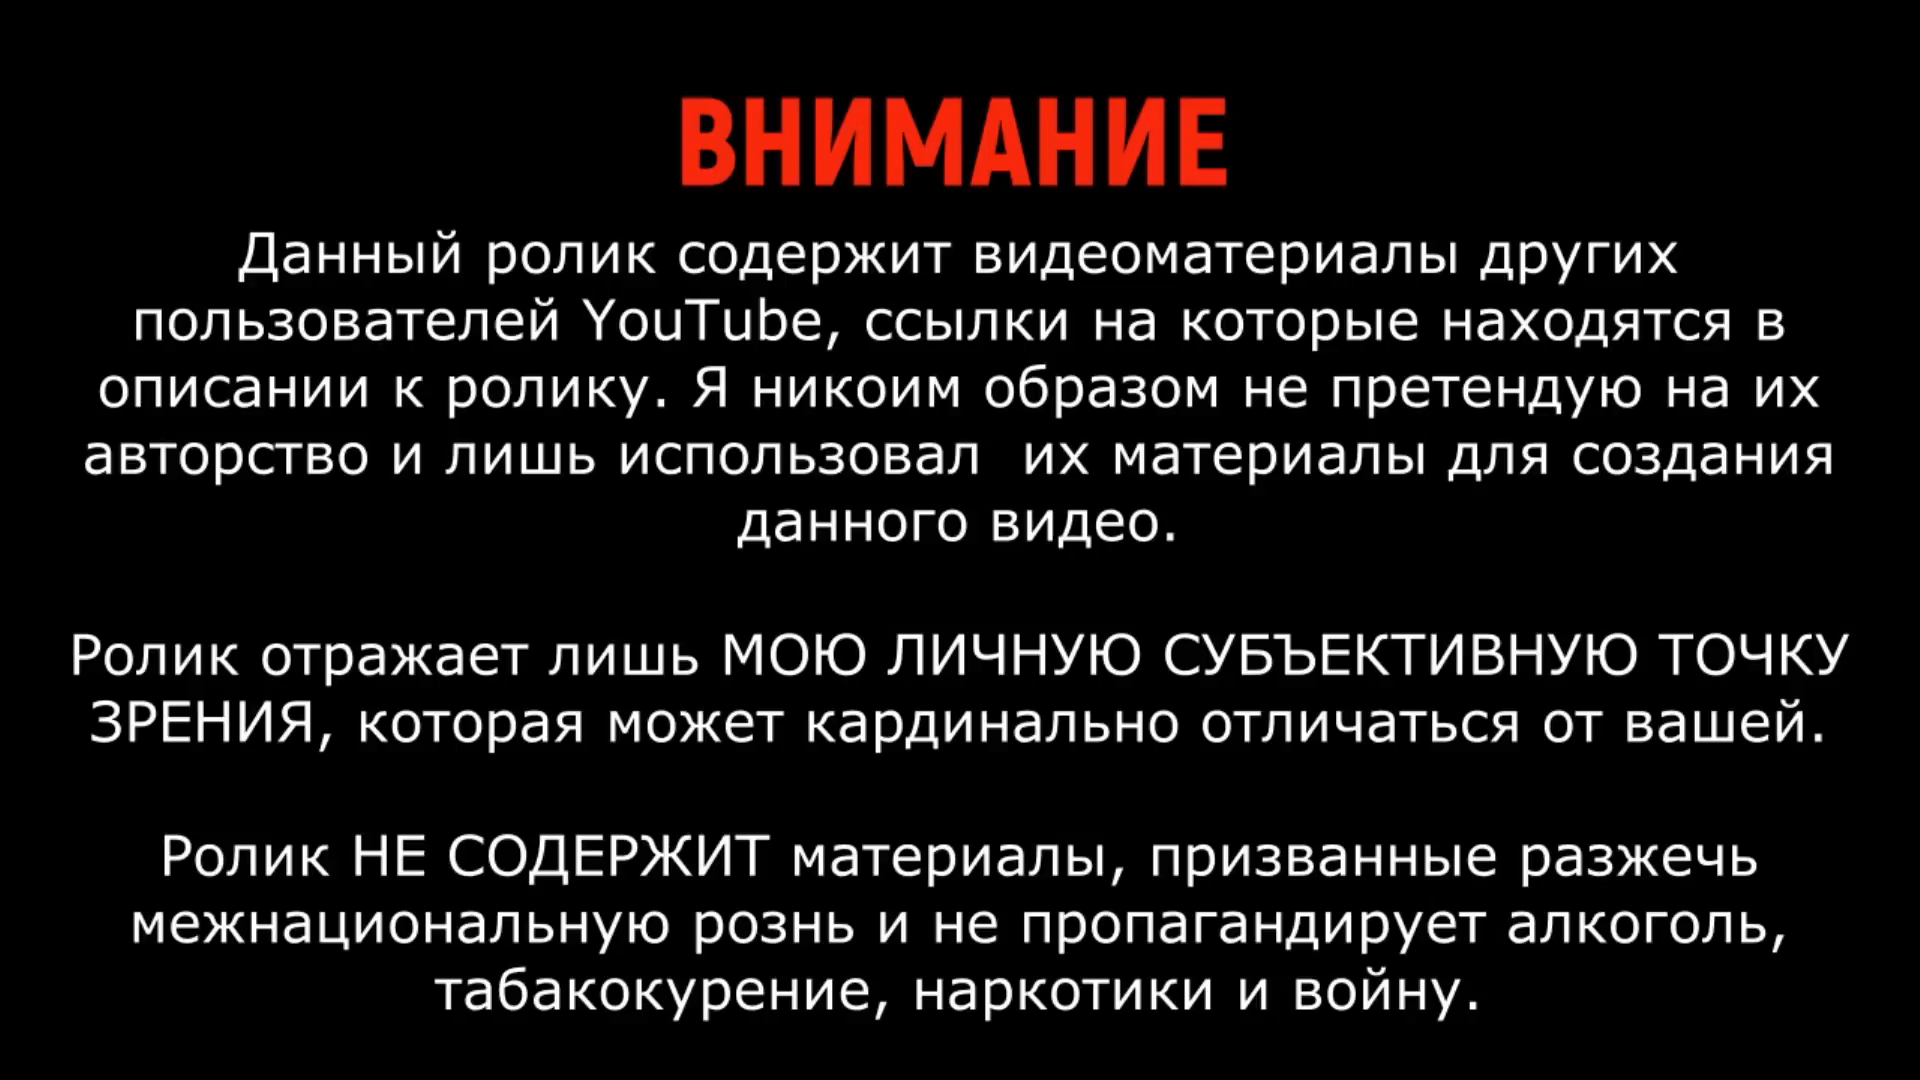 ВНИМАНИЕ
Данный ролик содержит видеоматериалы других
пользователей YouTube, ссылки на которые находятся в
описании к ролику. Я никоим образом не претендую на их
авторство и лишь использовал  их материалы для создания
данного видео.
Ролик отражает лишь МОЮ ЛИЧНУЮ СУБЪЕКТИВНУЮ ТОЧКУ
ЗРЕНИЯ, которая может кардинально отличаться от вашей.
Ролик НЕ СОДЕРЖИТ материалы, призванные разжечь
межнациональную рознь и не пропагандирует алкоголь,
табакокурение, наркотики и войну.